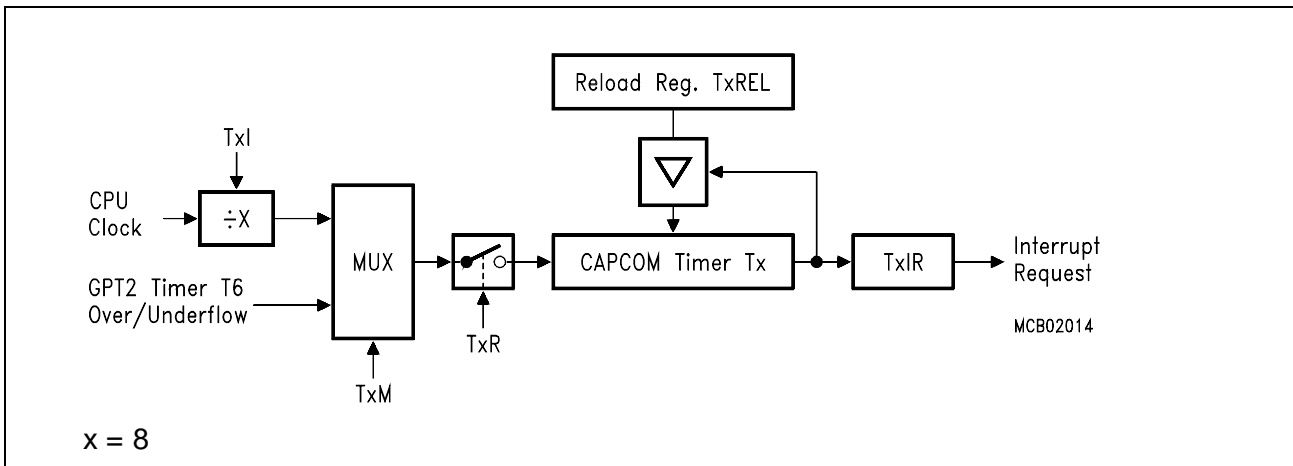 Reload Reg. TxREL
TxI
CPU
Clock
÷X
MUX
CAPCOM Timer Tx
TxIR
Interrupt
Request
GPT2 Timer T6
Over/Underflow
TxR
MCB02014
TxM
x = 8